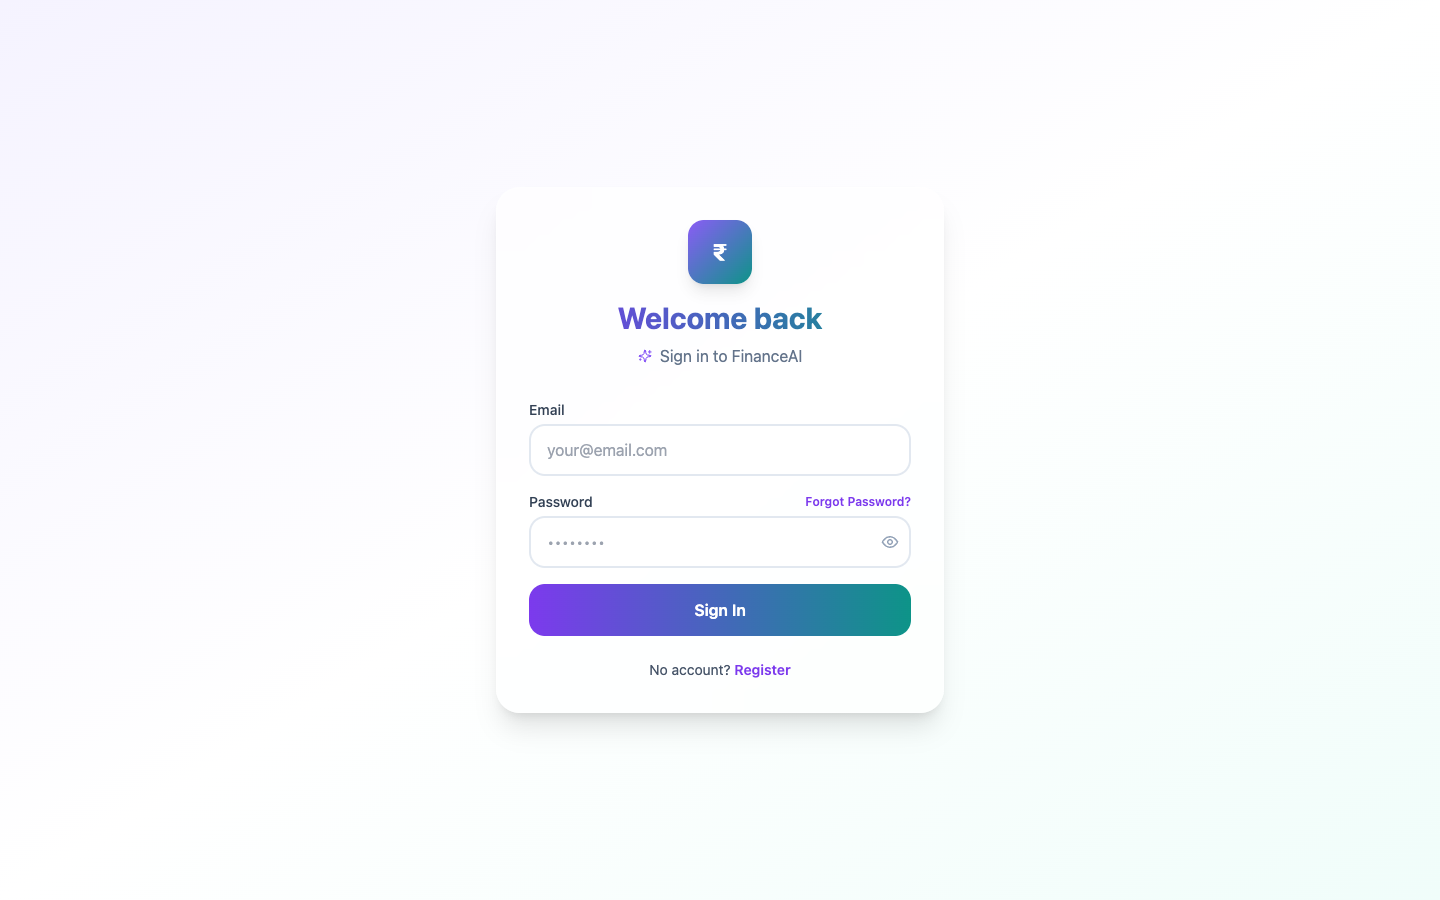 ₹
Welcome back
Sign in to FinanceAI
Email
your@email.com
Password Forgot Password?
••••••••
Sign In
No account? Register